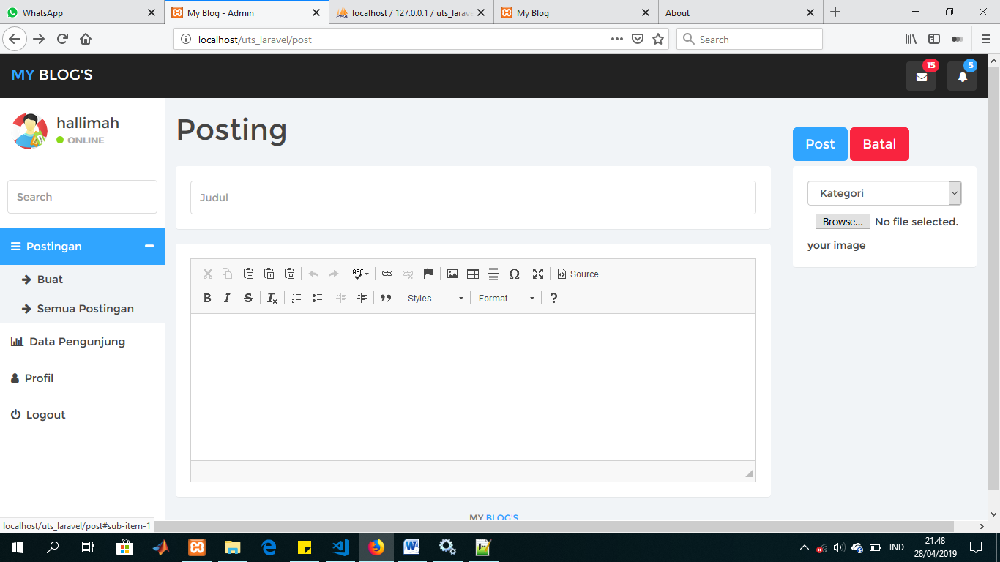 WhatsApp
My Blog - Admin
localhost / 127.0.0.1 / uts_larav
My Blog
About
localhost/uts_laravel/post
Search
MY BLOG'S
15
5
hallimah
ONLINE
Search
Postingan
Buat
Semua Postingan
Data Pengunjung
Profil
Logout
Posting
Post Batal
Judul
Kategori
Browse... No file selected.
your image
ABC
Source
B I S Tx
Styles Format ?
MY BLOG'S
localhost/uts_laravel/post#sub-item-1
IND
21.48
28/04/2019